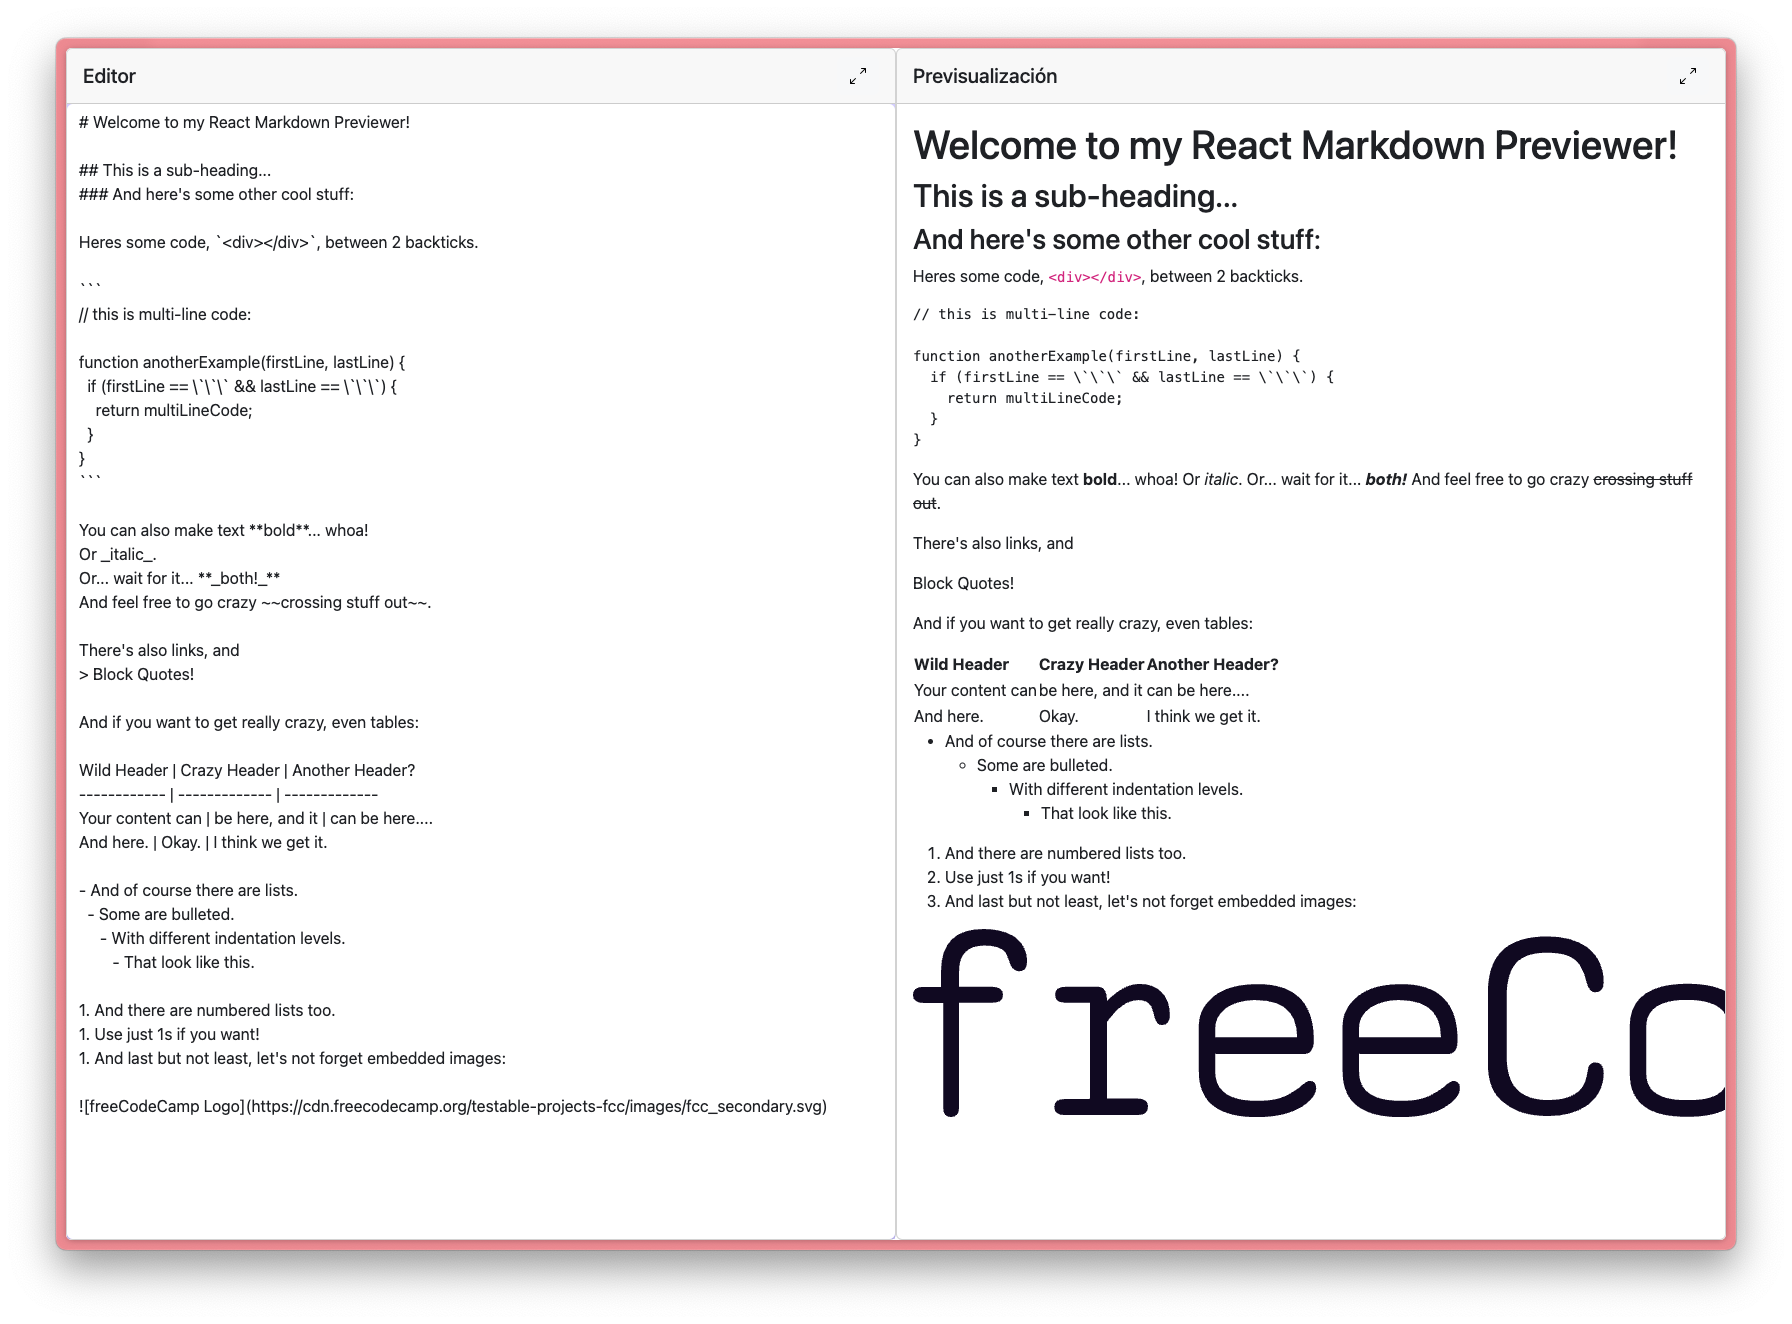 Editor
# Welcome to my React Markdown Previewer!
## This is a sub-heading...
### And here's some other cool stuff:
Heres some code, `<div></div>`, between 2 backticks.
```
// this is multi-line code:
function anotherExample(firstLine, lastLine) {
  if (firstLine == \`\`\` && lastLine == \`\`\`) {
    return multiLineCode;
  }
}
```
You can also make text **bold**... whoa!
Or _italic_.
Or... wait for it... **_both!_**
And feel free to go crazy ~~crossing stuff out~~.
There's also links, and
> Block Quotes!
And if you want to get really crazy, even tables:
Wild Header | Crazy Header | Another Header?
------------ | ------------- | -------------
Your content can | be here, and it | can be here....
And here. | Okay. | I think we get it.
- And of course there are lists.
  - Some are bulleted.
     - With different indentation levels.
        - That look like this.
1. And there are numbered lists too.
1. Use just 1s if you want!
1. And last but not least, let's not forget embedded images:
![freeCodeCamp Logo](https://cdn.freecodecamp.org/testable-projects-fcc/images/fcc_secondary.svg)
Previsualización
Welcome to my React Markdown Previewer!
This is a sub-heading...
And here's some other cool stuff:
Heres some code, <div></div>, between 2 backticks.
// this is multi-line code:
function anotherExample(firstLine, lastLine) {
  if (firstLine == \`\`\` && lastLine == \`\`\`) {
    return multiLineCode;
  }
}
You can also make text bold... whoa! Or italic. Or... wait for it... both! And feel free to go crazy crossing stuff
out.
There's also links, and
Block Quotes!
And if you want to get really crazy, even tables:
Wild Header Crazy Header Another Header?
Your content can be here, and it can be here....
And here. Okay. I think we get it.
• And of course there are lists.
◦ Some are bulleted.
▪ With different indentation levels.
▪ That look like this.
1. And there are numbered lists too.
2. Use just 1s if you want!
3. And last but not least, let's not forget embedded images:
freeCo